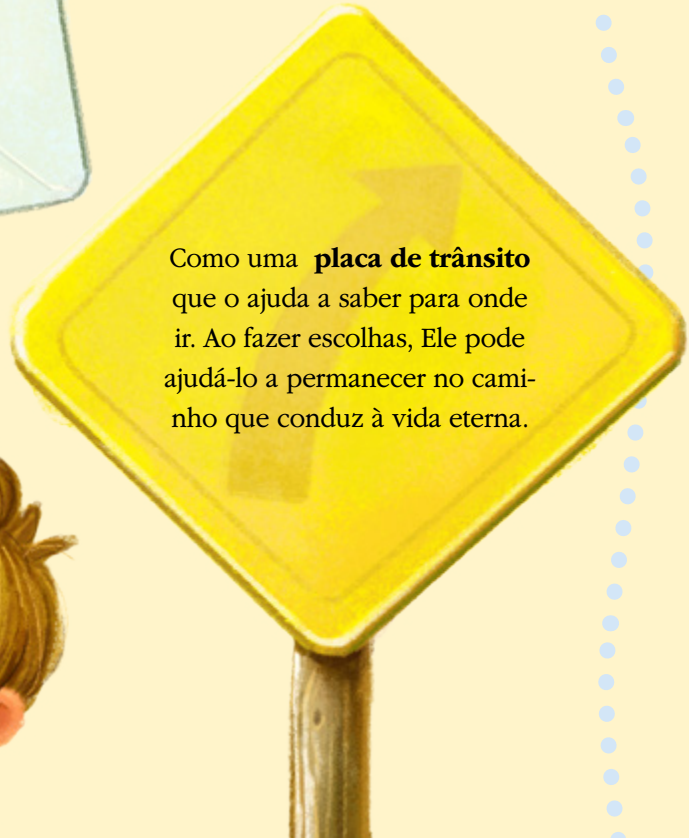 Como uma placa de trânsito
que o ajuda a saber para onde
ir. Ao fazer escolhas, Ele pode
ajudá-lo a permanecer no cami-
nho que conduz à vida eterna.